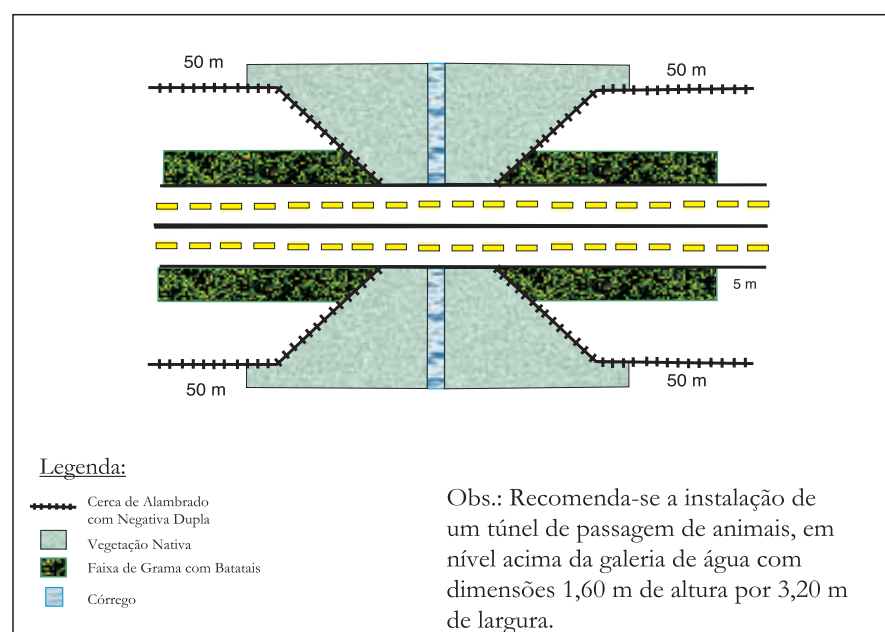 50 m
50 m
5 m
50 m
50 m
Legenda:
Cerca de Alambrado
com Negativa Dupla
Vegetação Nativa
Faixa de Grama com Batatais
Córrego
Obs.: Recomenda-se a instalação de
um túnel de passagem de animais, em
nível acima da galeria de água com
dimensões 1,60 m de altura por 3,20 m
de largura.